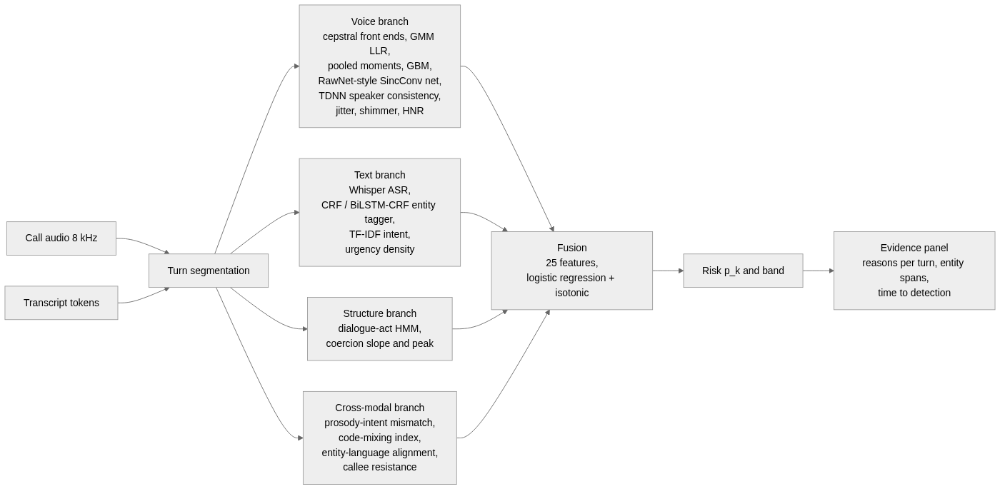 Call audio 8 kHz
Transcript tokens
Turn segmentation
Voice branch
cepstral front ends, GMM
LLR,
pooled moments, GBM,
RawNet-style SincConv net,
TDNN speaker consistency,
jitter, shimmer, HNR
Text branch
Whisper ASR,
CRF / BiLSTM-CRF entity
tagger,
TF-IDF intent,
urgency density
Structure branch
dialogue-act HMM,
coercion slope and peak
Cross-modal branch
prosody-intent mismatch,
code-mixing index,
entity-language alignment,
callee resistance
Fusion
25 features,
logistic regression +
isotonic
Risk p_k and band
Evidence panel
reasons per turn, entity
spans,
time to detection